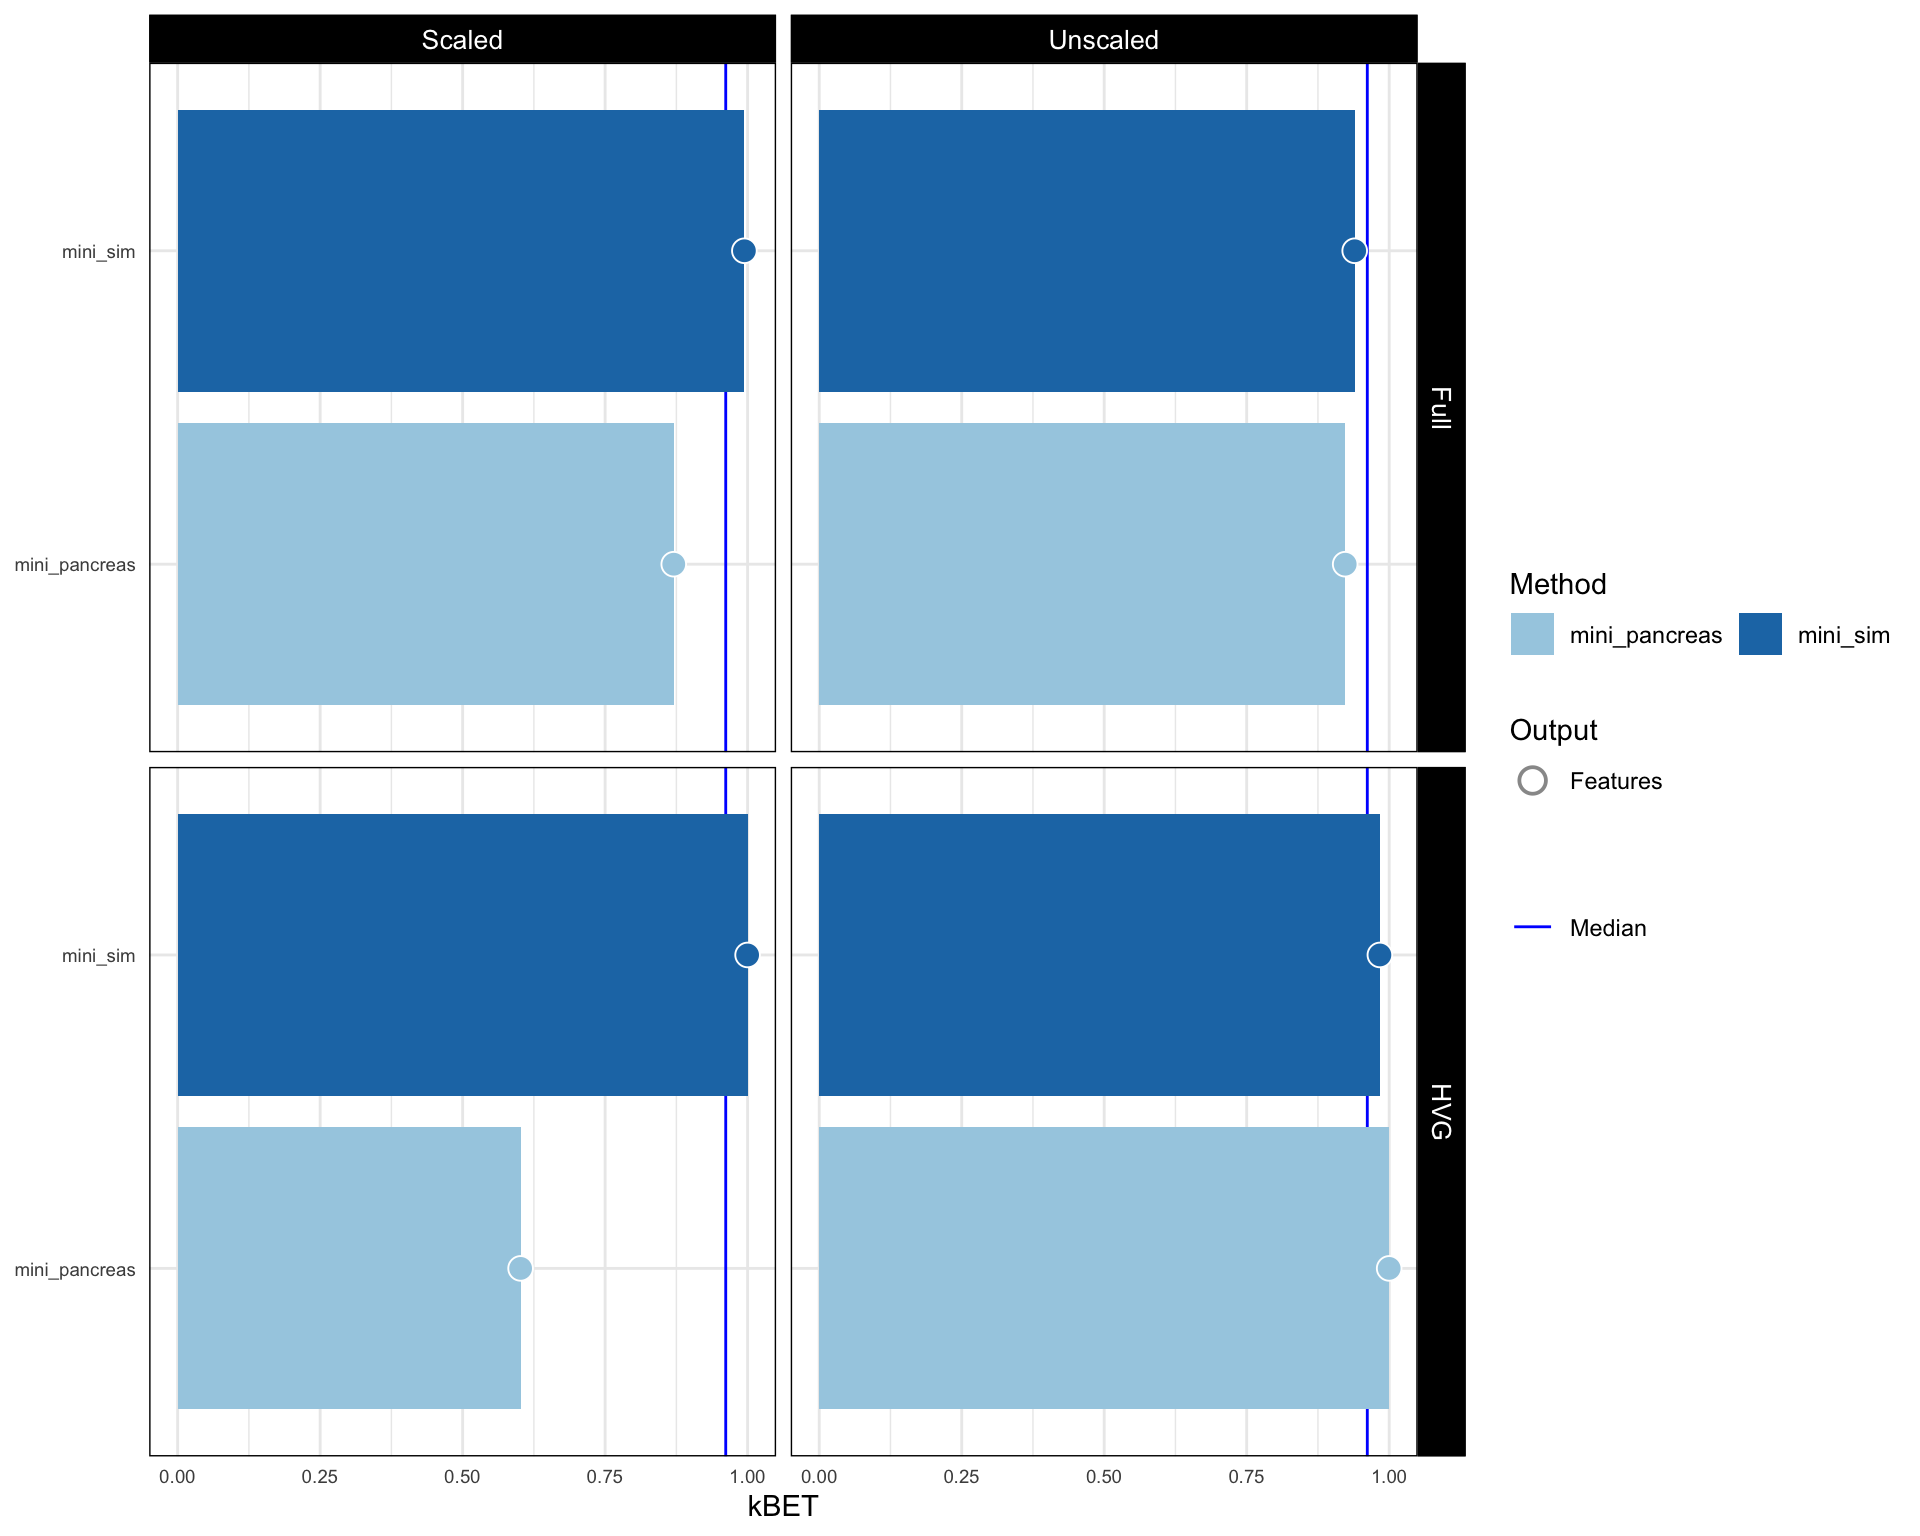 Scaled
Unscaled
Full
mini_sim
mini_pancreas
HVG
mini_sim
mini_pancreas
0.00 0.25 0.50 0.75 1.00
0.00 0.25 0.50 0.75 1.00
kBET
Method
mini_pancreas mini_sim
Output
Features
Median